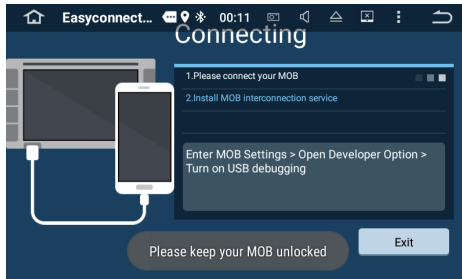 Easyconnect... 00:11
Connecting
1.Please connect your MOB
2.Install MOB interconnection service
Enter MOB Settings > Open Developer Option >
Turn on USB debugging
Please keep your MOB unlocked
Exit